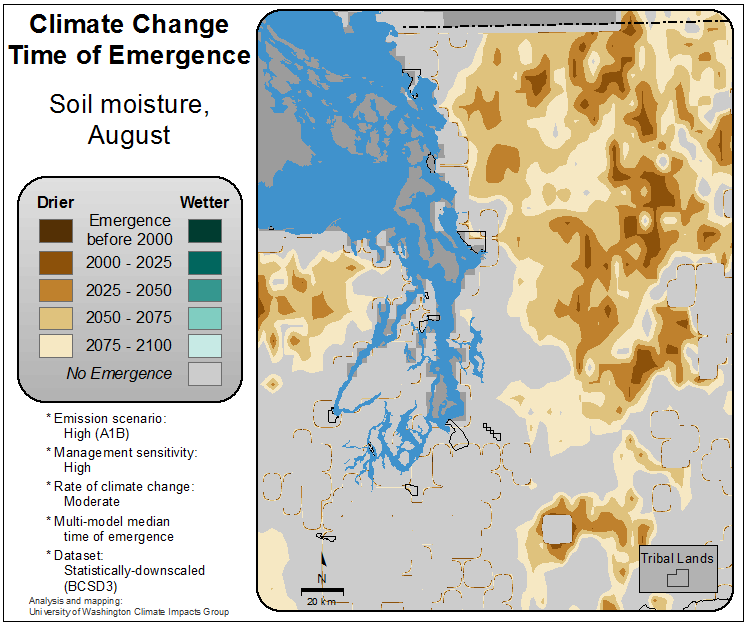 Climate Change
Time of Emergence
Soil moisture,
August
Drier Wetter
Emergence
before 2000
2000 - 2025
2025 - 2050
2050 - 2075
2075 - 2100
No Emergence
* Emission scenario:
High (A1B)
* Management sensitivity:
High
* Rate of climate change:
Moderate
* Multi-model median
time of emergence
* Dataset:
Statistically-downscaled
(BCSD3)
Analysis and mapping:
University of Washington Climate Impacts Group
N
20 km
Tribal Lands